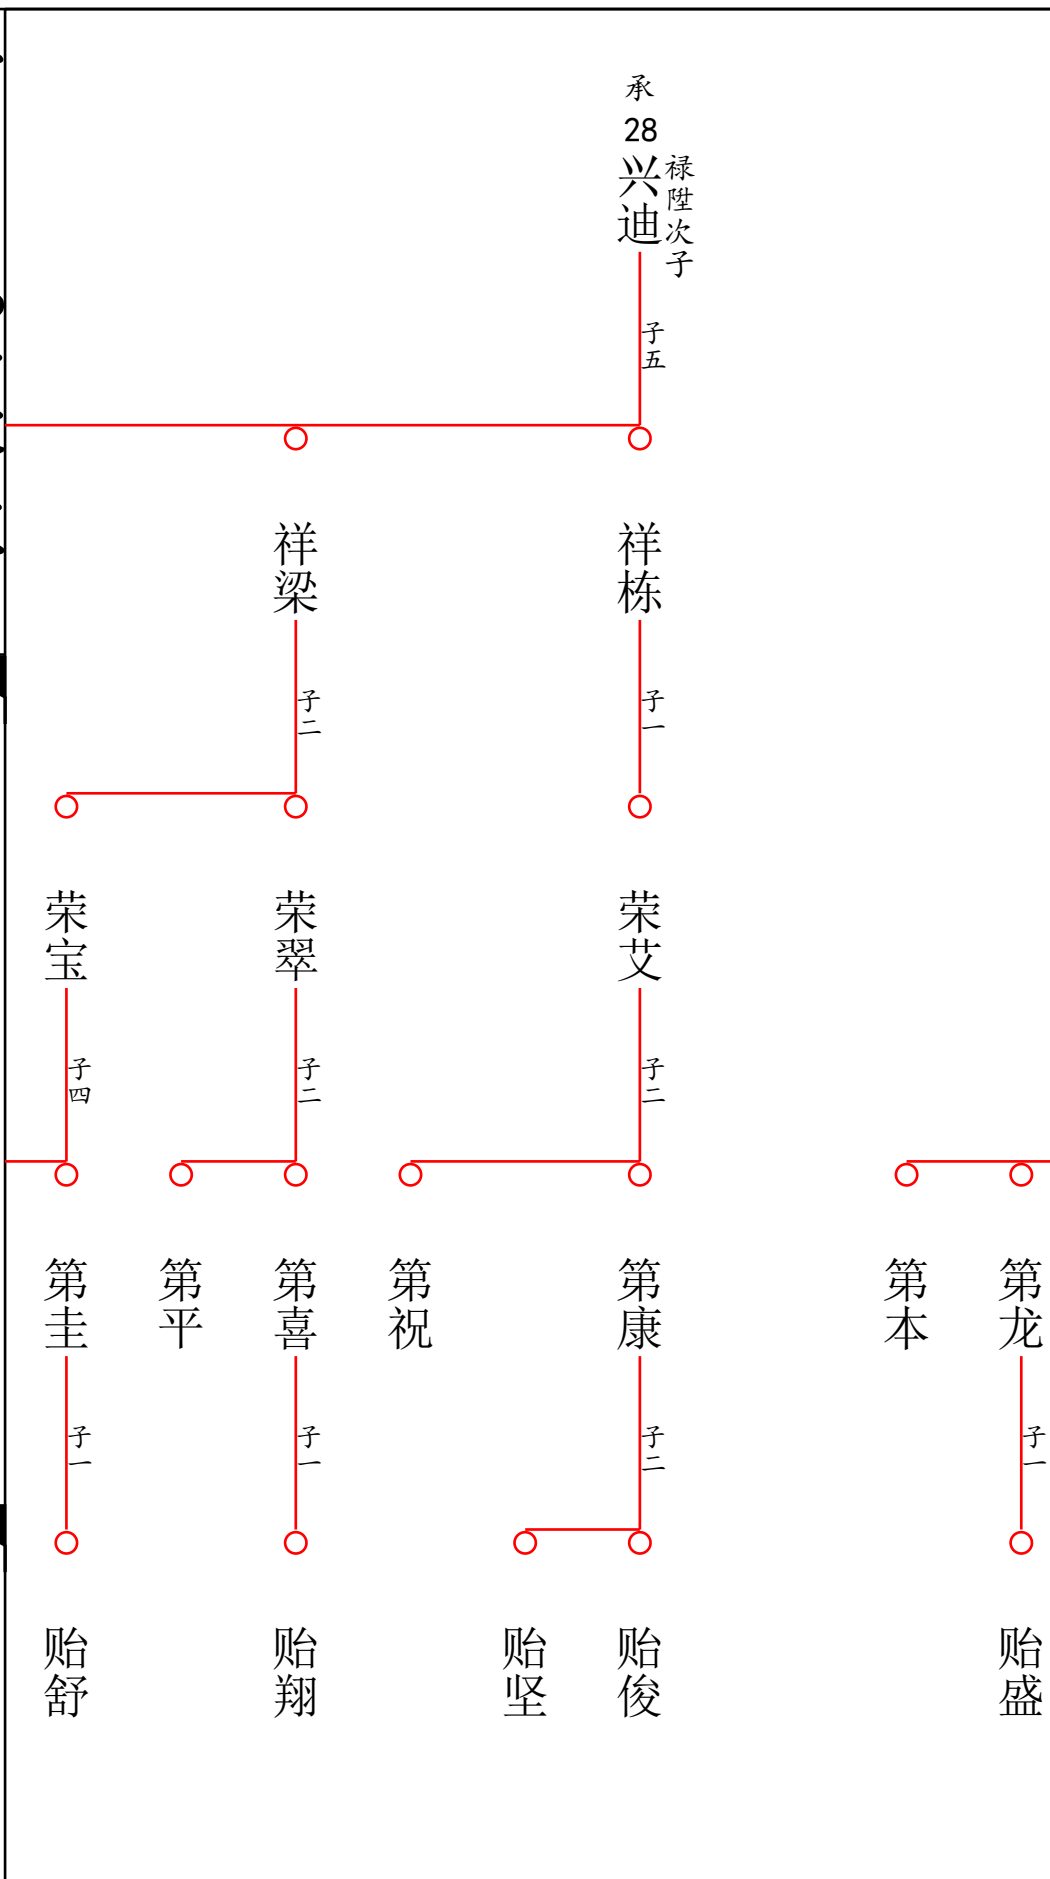 承
28
兴迪
禄陞次子
子五
祥栋
祥梁
子一
子二
荣艾
荣翠
荣宝
子二
子二
子四
第龙
第本
第康
第祝
第喜
第平
第圭
子一
子二
子一
子一
贻盛
贻俊
贻坚
贻翔
贻舒